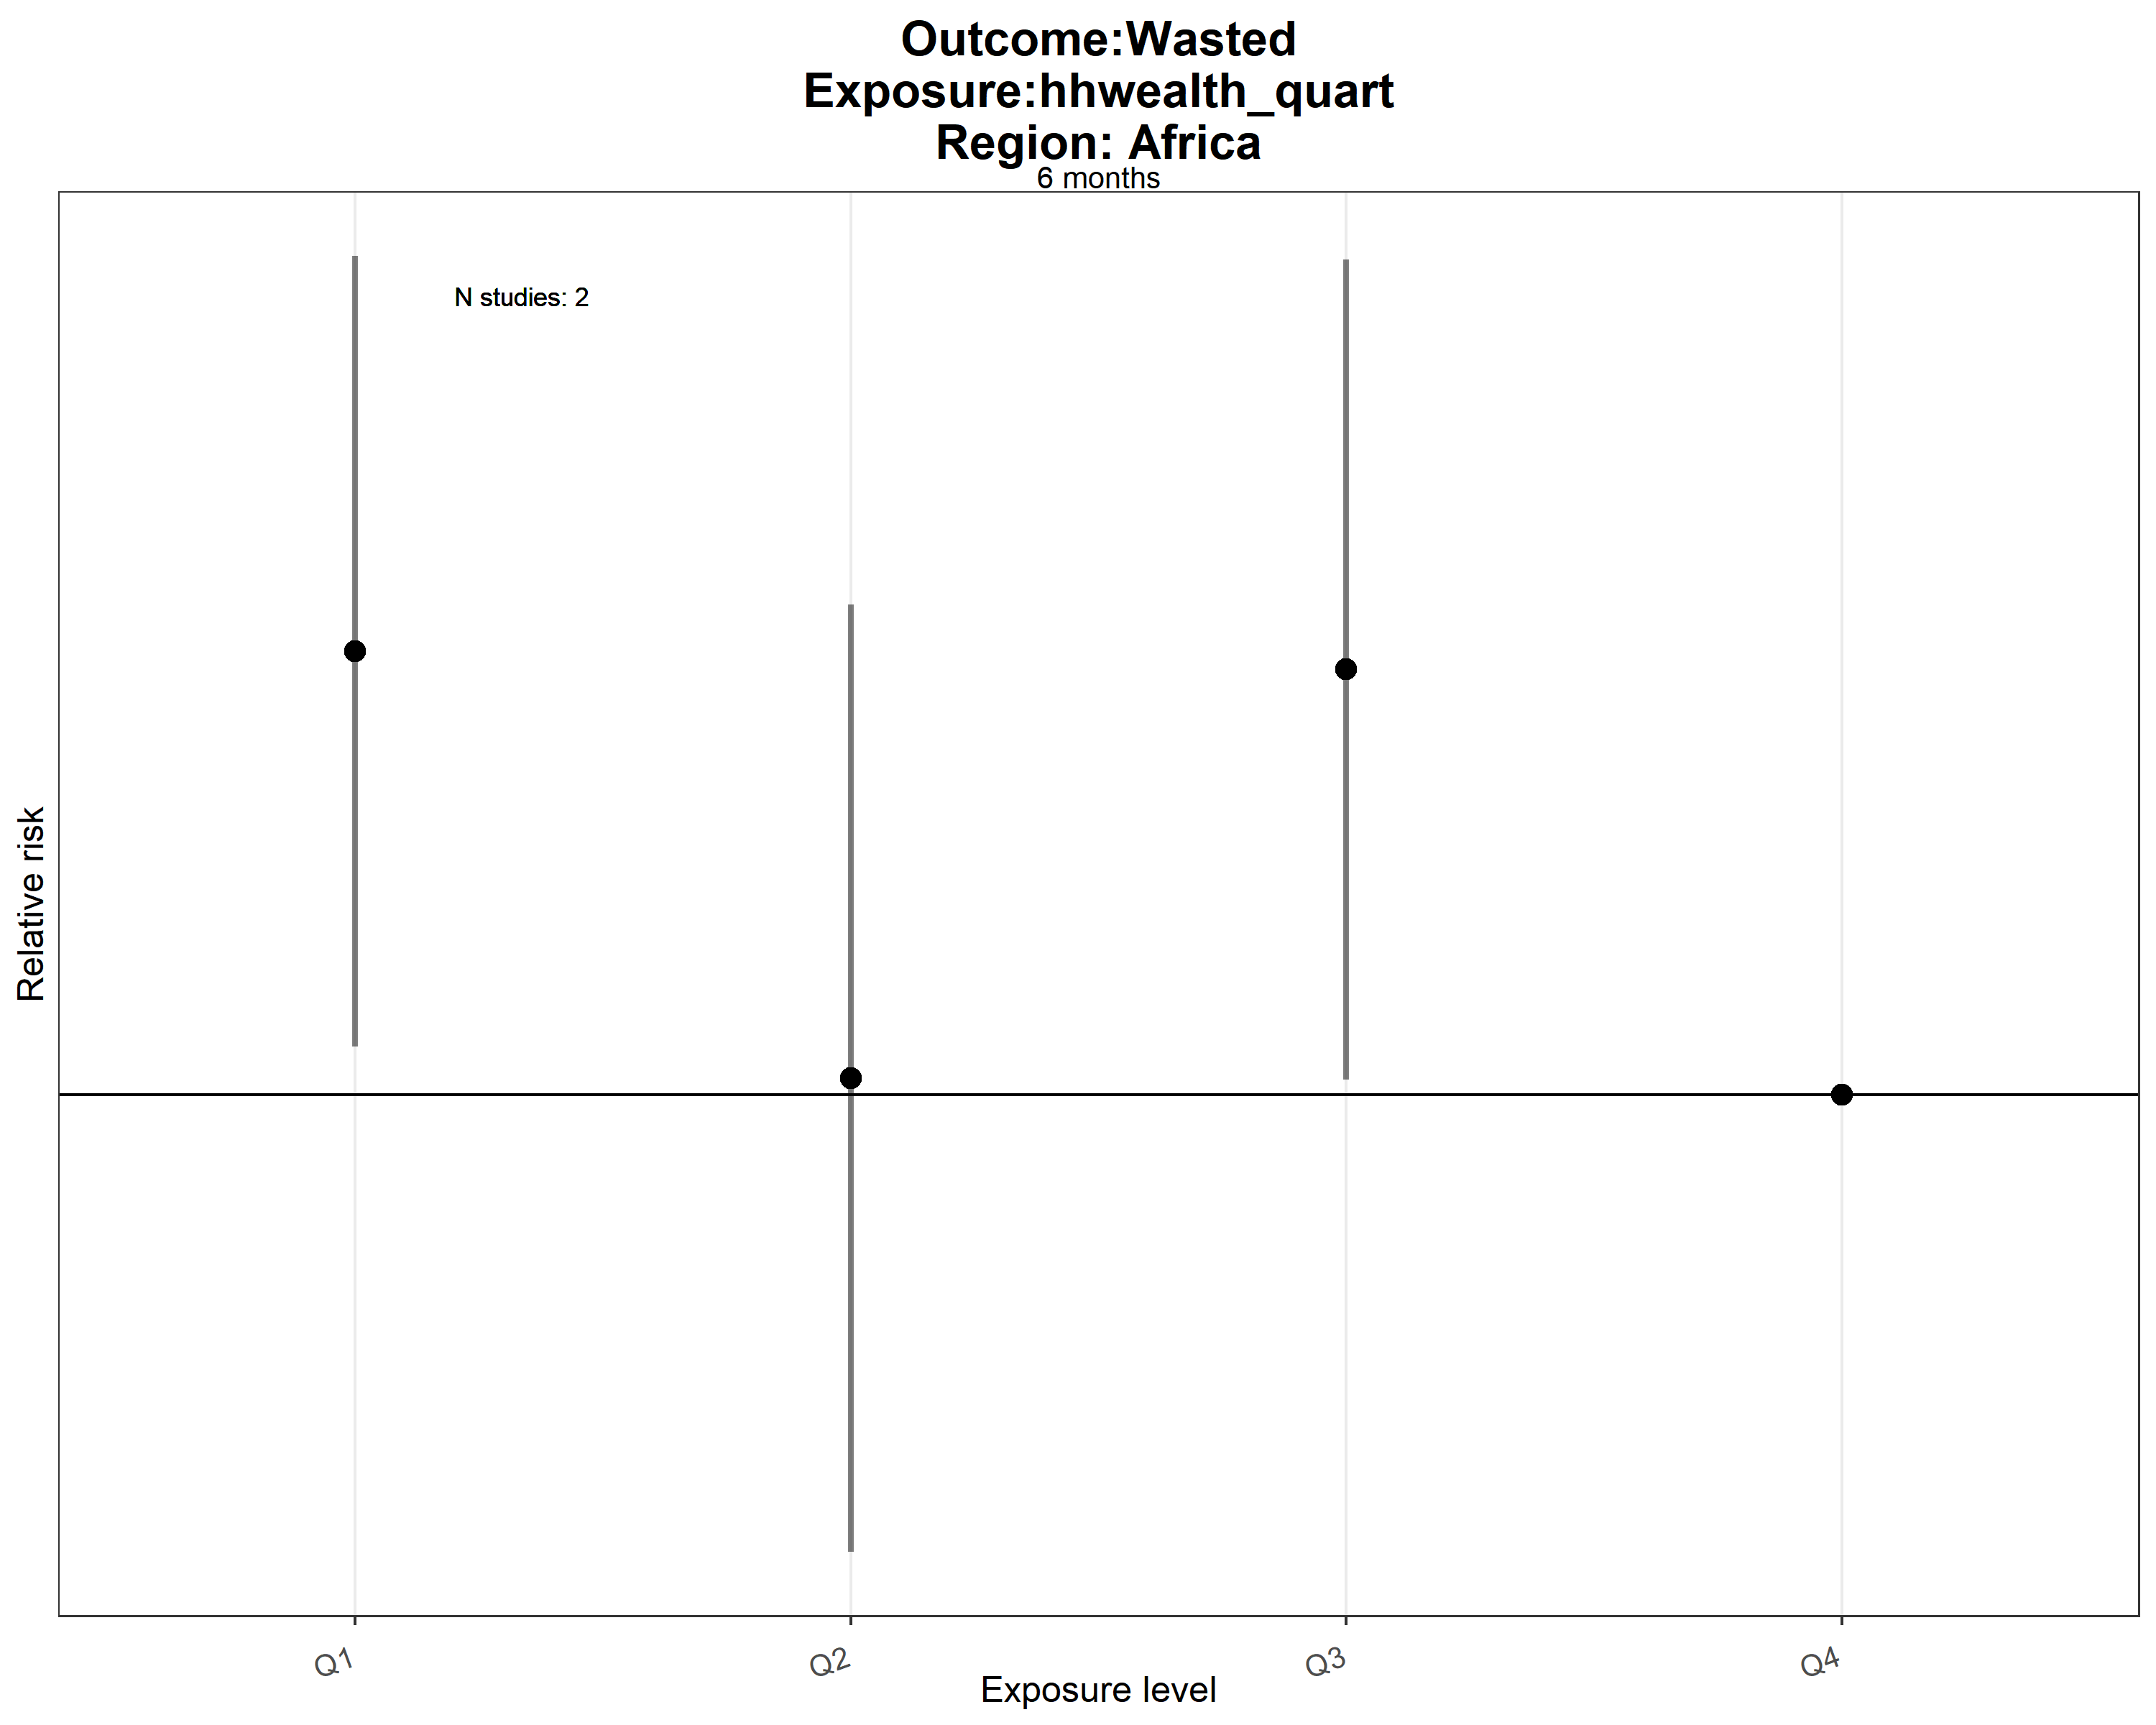 Outcome:Wasted
Exposure:hhwealth_quart
Region: Africa
6 months
N studies: 2
Relative risk
Q1
Q2
Q3
Q4
Exposure level